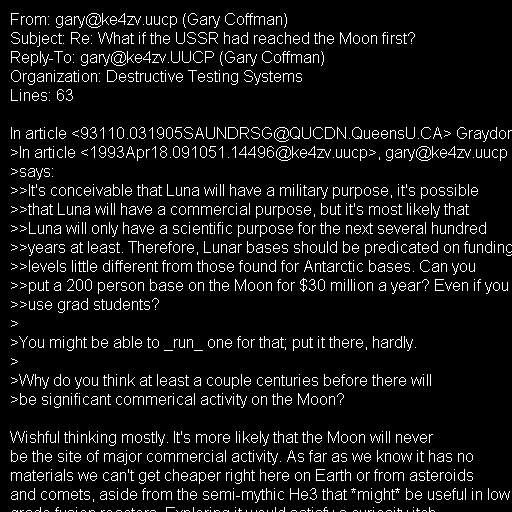 From: gary@ke4zv.uucp (Gary Coffman)
Subject: Re: What if the USSR had reached the Moon first?
Reply-To: gary@ke4zv.UUCP (Gary Coffman)
Organization: Destructive Testing Systems
Lines: 63

In article <93110.031905SAUNDRSG@QUCDN.QueensU.CA> Graydon
>In article <1993Apr18.091051.14496@ke4zv.uucp>, gary@ke4zv.uucp
>says:
>>It's conceivable that Luna will have a military purpose, it's possible
>>that Luna will have a commercial purpose, but it's most likely that
>>Luna will only have a scientific purpose for the next several hundred
>>years at least. Therefore, Lunar bases should be predicated on funding
>>levels little different from those found for Antarctic bases. Can you
>>put a 200 person base on the Moon for $30 million a year? Even if you
>>use grad students?
>
>You might be able to _run_ one for that; put it there, hardly.
>
>Why do you think at least a couple centuries before there will
>be significant commerical activity on the Moon?

Wishful thinking mostly. It's more likely that the Moon will never
be the site of major commercial activity. As far as we know it has no
materials we can't get cheaper right here on Earth or from asteroids
and comets, aside from the semi-mythic He3 that *might* be useful in low
grade fusion reactors. Exploring it would satisfy a curiosity itch